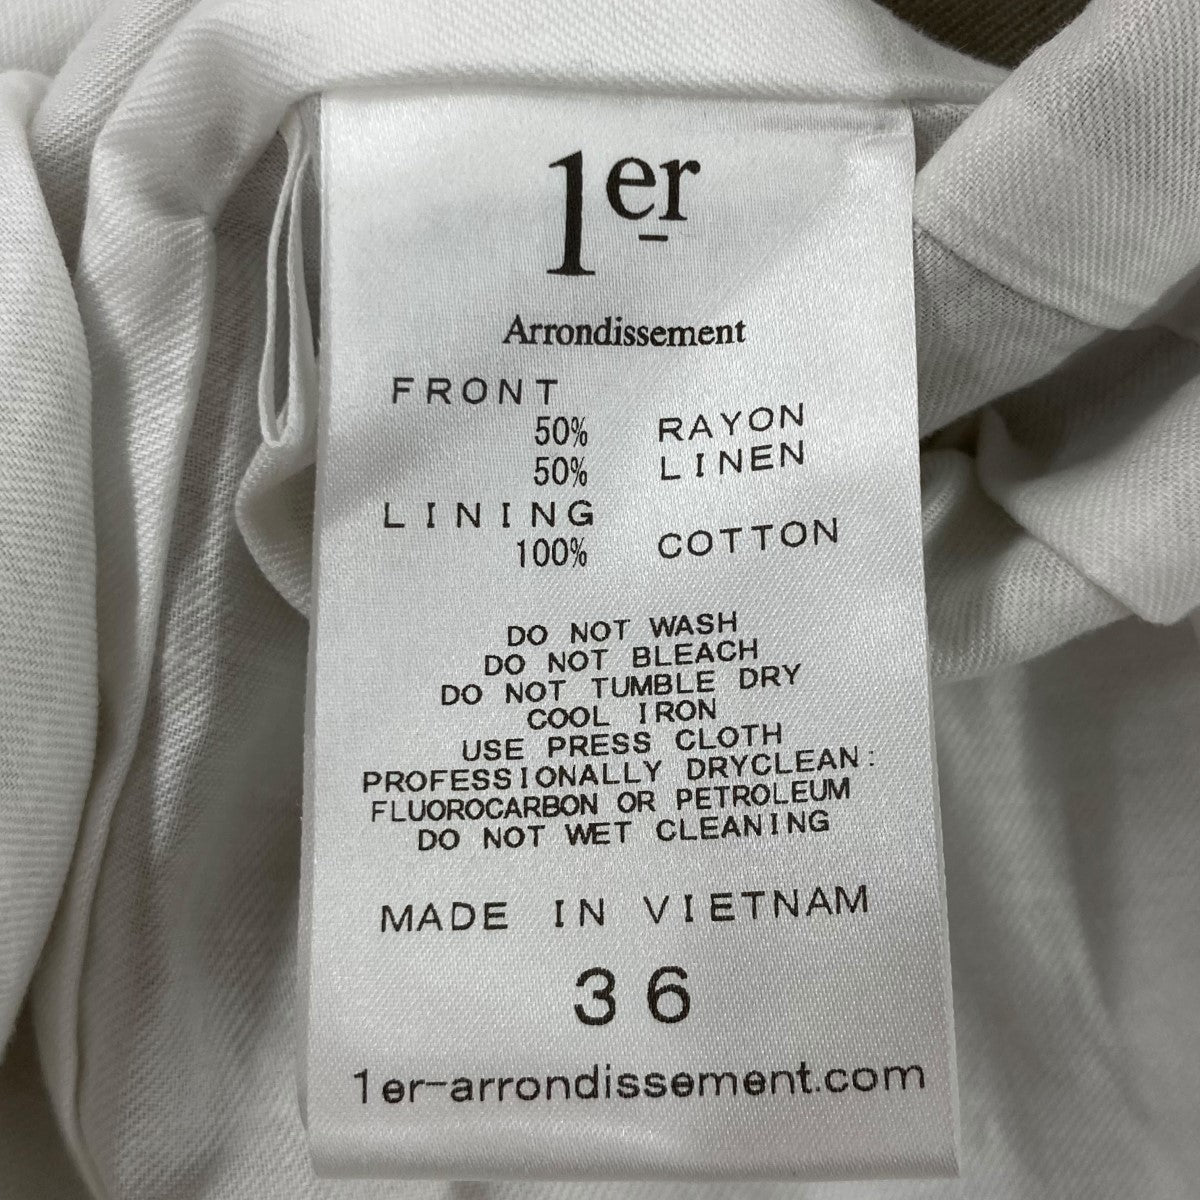 1er
Arrondissement
FRONT
50% RAYON
50% LINEN
LINING
100% COTTON
DO NOT WASH
DO NOT BLEACH
DO NOT TUMBLE DRY
COOL IRON
USE PRESS CLOTH
PROFESSIONALLY DRYCLEAN:
FLUOROCARBON OR PETROLEUM
DO NOT WET CLEANING
MADE IN VIETNAM
36
1er-arrondissement.com